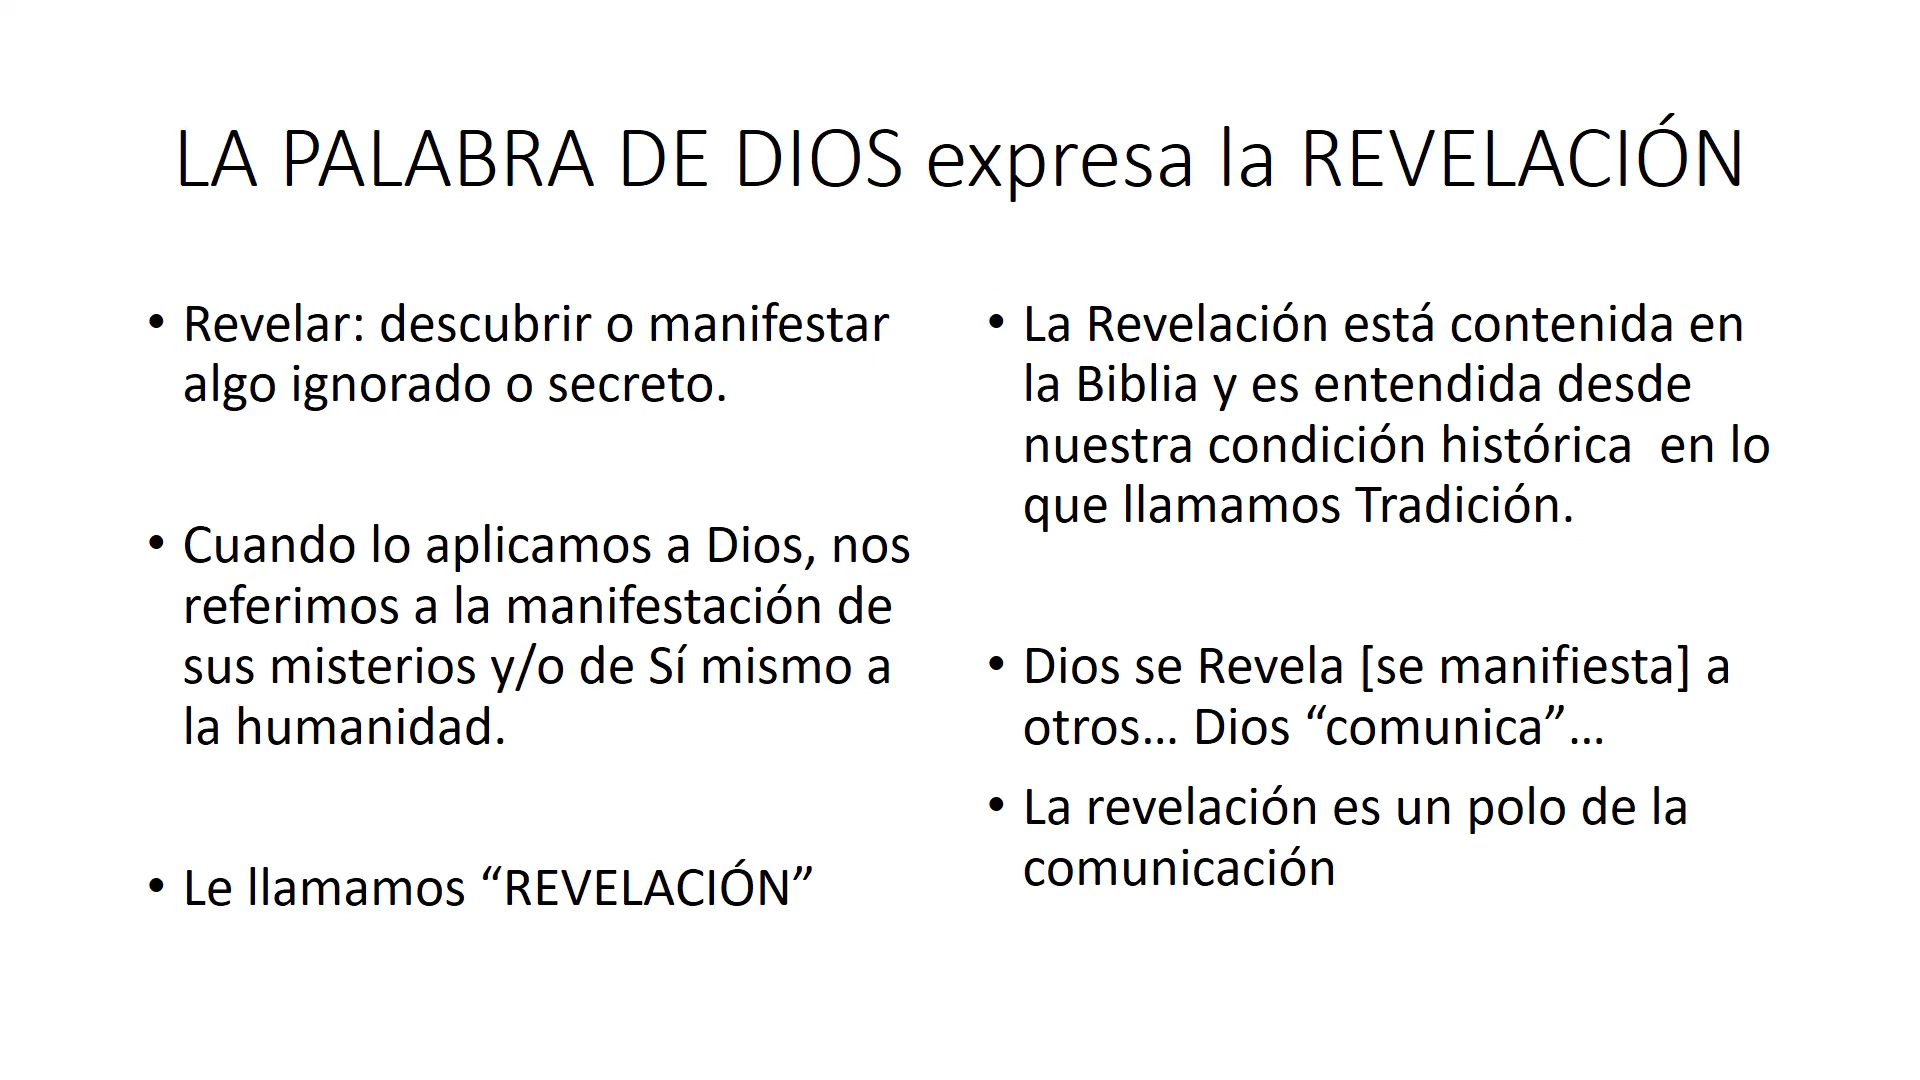 LA PALABRA DE DIOS expresa la REVELACIÓN
• Revelar: descubrir o manifestar
algo ignorado o secreto.
• Cuando lo aplicamos a Dios, nos
referimos a la manifestación de
sus misterios y/o de Sí mismo a
la humanidad.
• Le llamamos “REVELACIÓN”
• La Revelación está contenida en
la Biblia y es entendida desde
nuestra condición histórica  en lo
que llamamos Tradición.
• Dios se Revela [se manifiesta] a
otros… Dios “comunica”…
• La revelación es un polo de la
comunicación